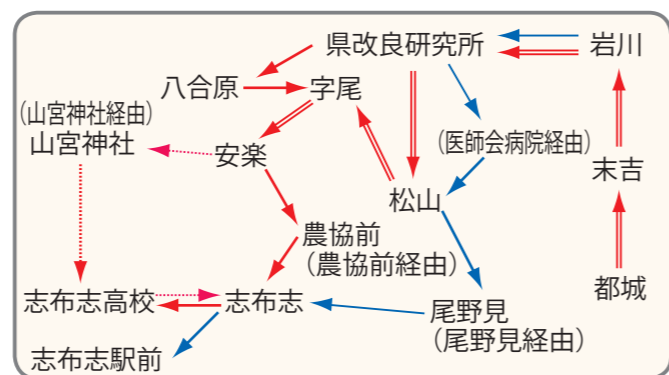 県改良研究所
岩川
八合原
字尾
(山宮神社経由)
山宮神社
安楽
(医師会病院経由)
末吉
松山
農協前
(農協前経由)
都城
志布志高校
志布志
尾野見
(尾野見経由)
志布志駅前